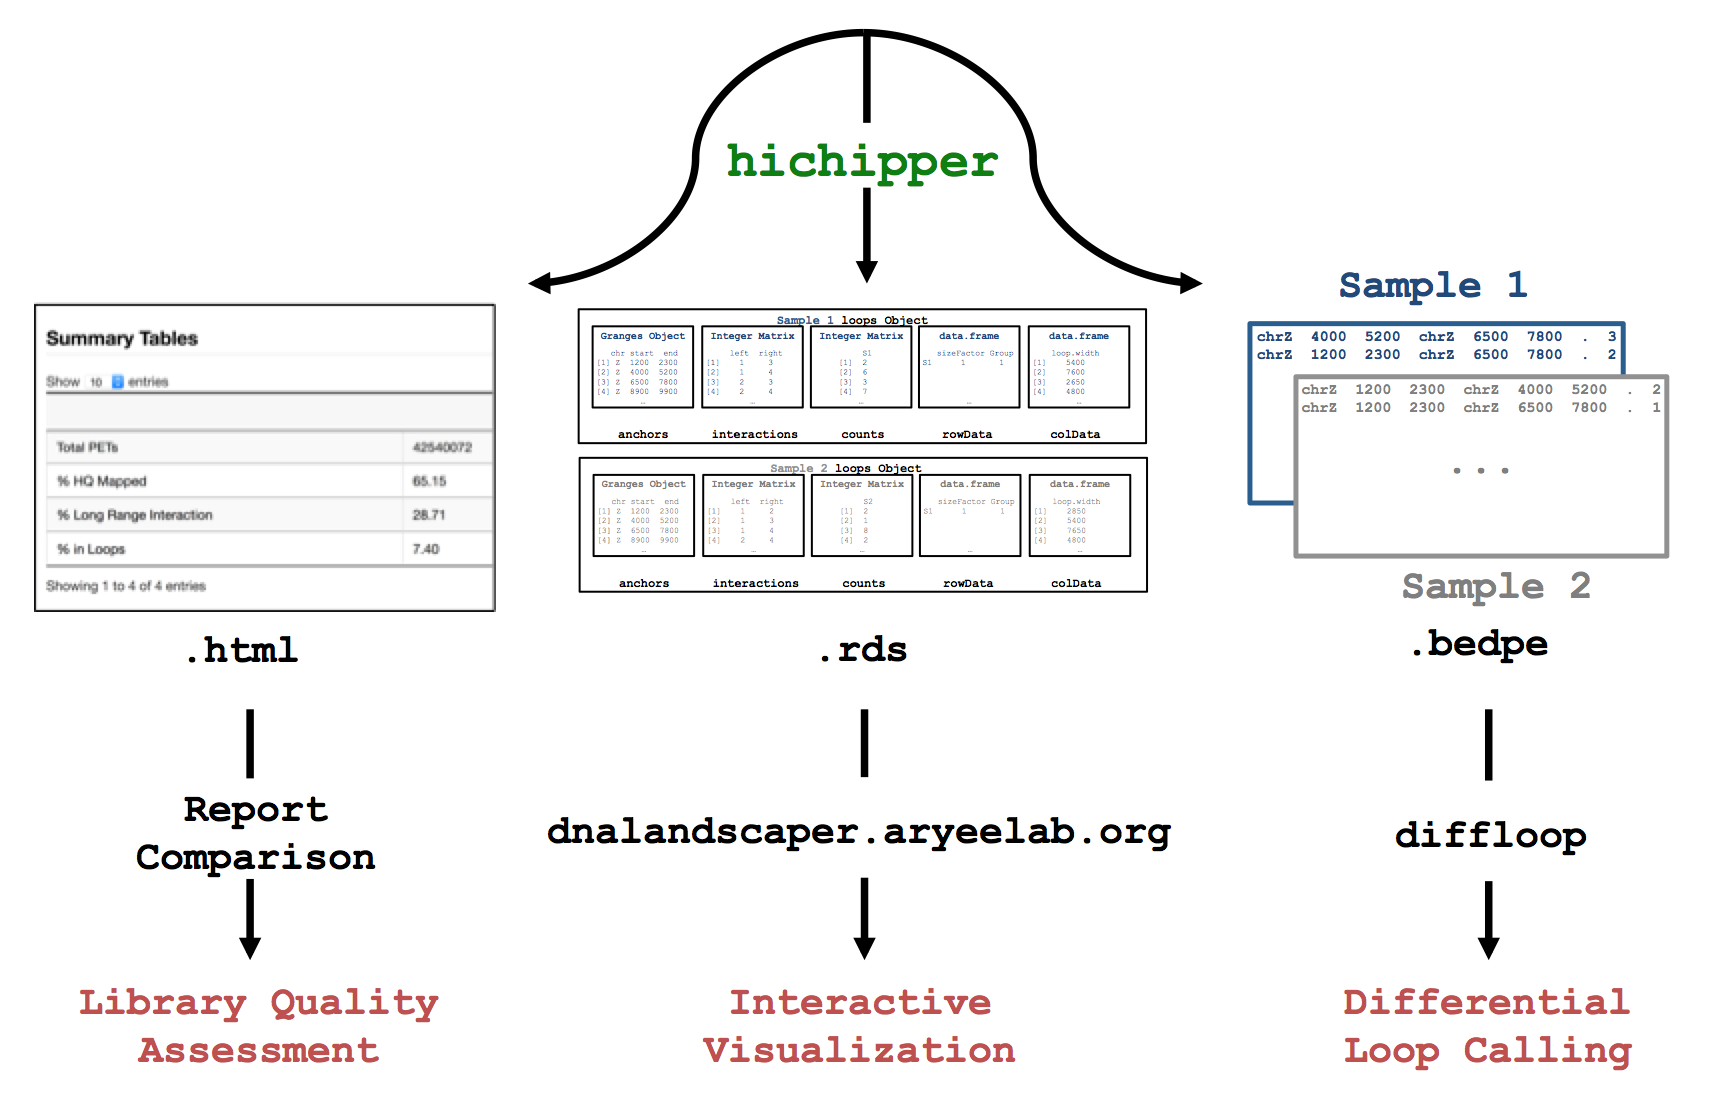 hichipper
Summary Tables
Show 10 entries
Total PETs 42540072
% HQ Mapped 65.15
% Long Range Interaction 28.71
% in Loops 7.40
Showing 1 to 4 of 4 entries
.html
Sample 1 loops Object
Granges Object
chr start end
[1] Z 1200 2300
[2] Z 4000 5200
[3] Z 6500 7800
[4] Z 8900 9900
…
anchors
Integer Matrix
left right
[1] 1 3
[2] 1 4
[3] 2 3
[4] 2 4
…
interactions
Integer Matrix
S1
[1] 2
[2] 6
[3] 3
[4] 7
…
counts
data.frame
sizeFactor Group
S1 1 1
…
rowData
data.frame
loop.width
[1] 5400
[2] 7600
[3] 2650
[4] 4800
…
colData
Sample 2 loops Object
Granges Object
chr start end
[1] Z 1200 2300
[2] Z 4000 5200
[3] Z 6500 7800
[4] Z 8900 9900
…
anchors
Integer Matrix
left right
[1] 1 2
[2] 1 3
[3] 1 4
[4] 2 4
…
interactions
Integer Matrix
S2
[1] 2
[2] 1
[3] 8
[4] 2
…
counts
data.frame
sizeFactor Group
S1 1 1
…
rowData
data.frame
loop.width
[1] 2850
[2] 5400
[3] 7650
[4] 4800
…
colData
.rds
Sample 1
chrZ 4000 5200 chrZ 6500 7800 . 3
chrZ 1200 2300 chrZ 6500 7800 . 2
chrZ 1200 2300 chrZ 4000 5200 . 2
chrZ 1200 2300 chrZ 6500 7800 . 1
...
Sample 2
.bedpe
Report
Comparison
dnalandscaper.aryeelab.org
diffloop
Library Quality
Assessment
Interactive
Visualization
Differential
Loop Calling